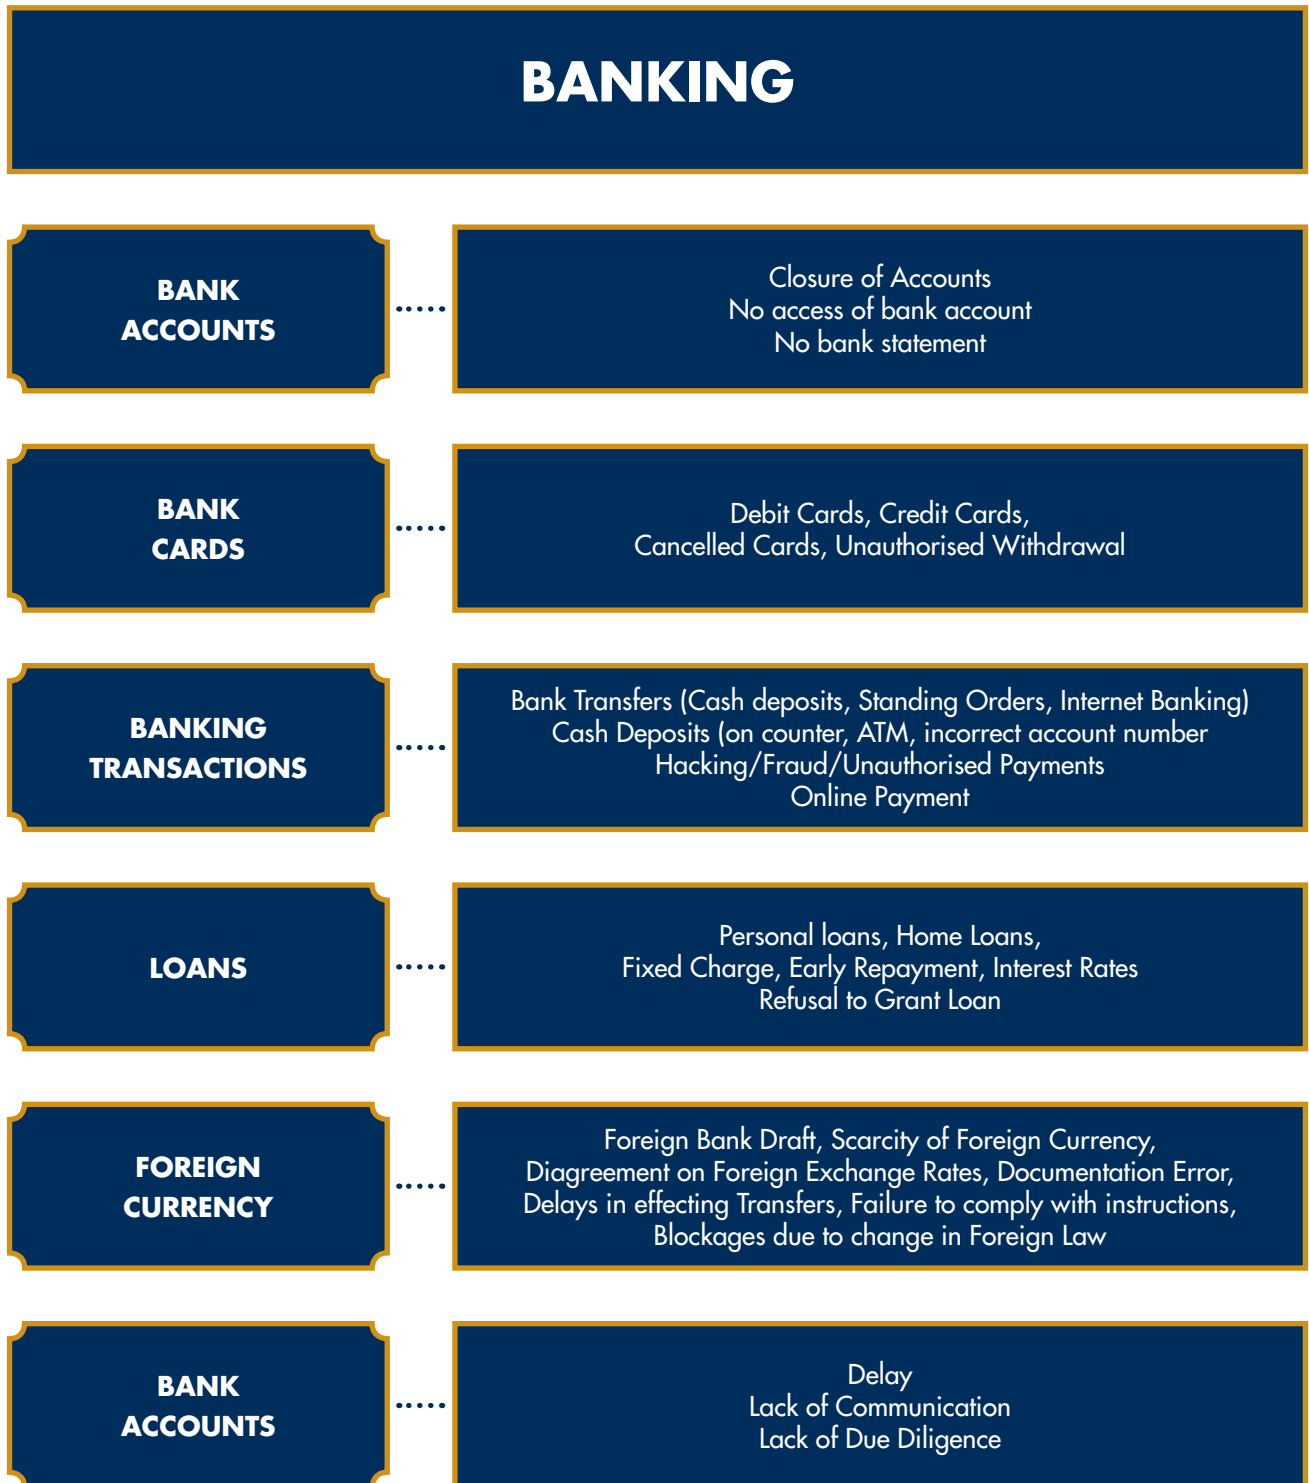 BANKING
BANK
ACCOUNTS
Closure of Accounts
No access of bank account
No bank statement
BANK
CARDS
Debit Cards, Credit Cards,
Cancelled Cards, Unauthorised Withdrawal
BANKING
TRANSACTIONS
Bank Transfers (Cash deposits, Standing Orders, Internet Banking)
Cash Deposits (on counter, ATM, incorrect account number
Hacking/Fraud/Unauthorised Payments
Online Payment
LOANS
Personal loans, Home Loans,
Fixed Charge, Early Repayment, Interest Rates
Refusal to Grant Loan
FOREIGN
CURRENCY
Foreign Bank Draft, Scarcity of Foreign Currency,
Diagreement on Foreign Exchange Rates, Documentation Error,
Delays in effecting Transfers, Failure to comply with instructions,
Blockages due to change in Foreign Law
BANK
ACCOUNTS
Delay
Lack of Communication
Lack of Due Diligence